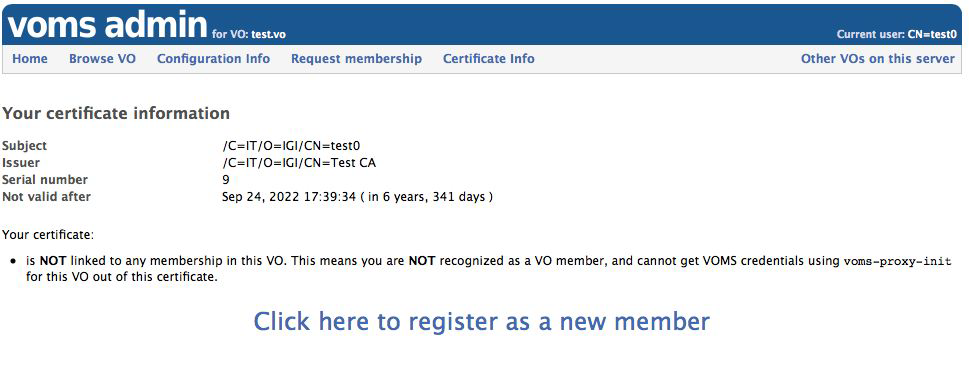 voms admin for VO: test.vo Current user: CN=test0
Home Browse VO Configuration Info Request membership Certificate Info Other VOs on this server
Your certificate information
Subject /C=IT/O=IGI/CN=test0
Issuer /C=IT/O=IGI/CN=Test CA
Serial number 9
Not valid after Sep 24, 2022 17:39:34 ( in 6 years, 341 days )
Your certificate:
• is NOT linked to any membership in this VO. This means you are NOT recognized as a VO member, and cannot get VOMS credentials using voms-proxy-init
for this VO out of this certificate.
Click here to register as a new member